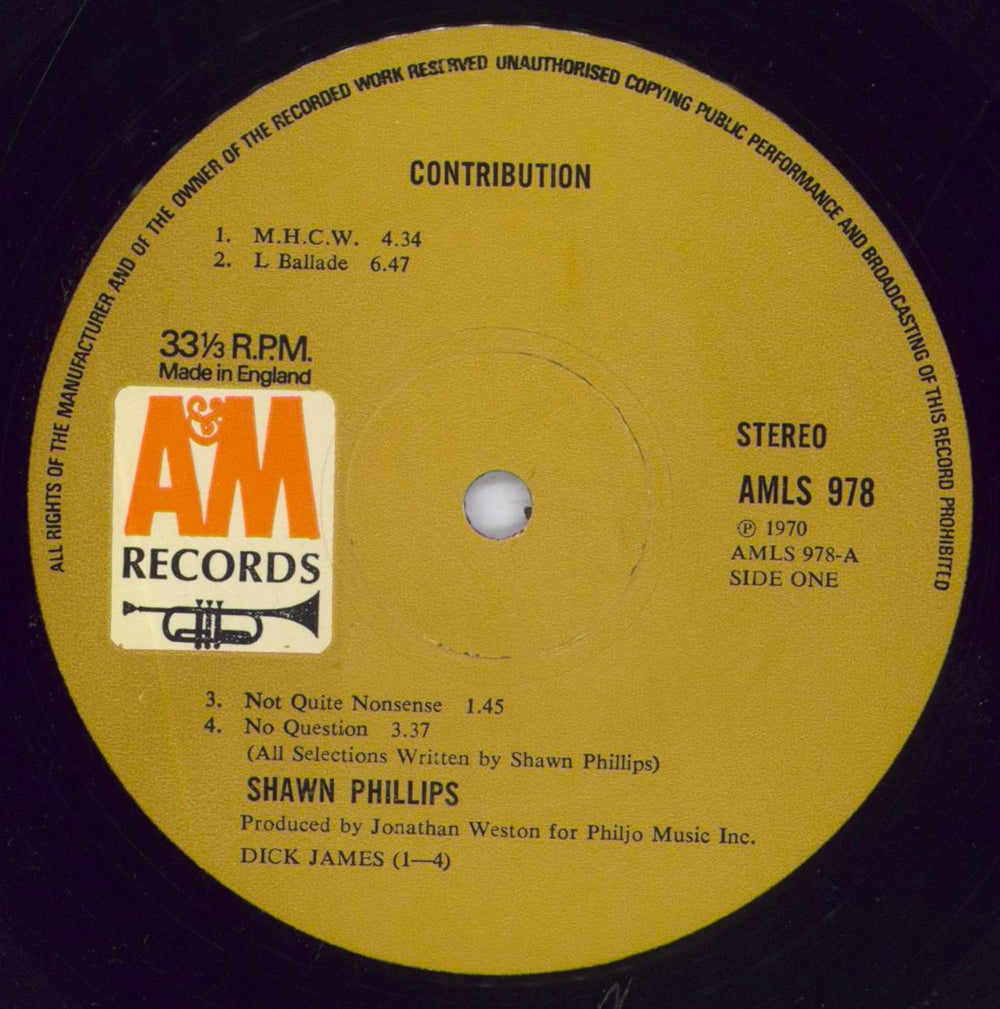 ALL RIGHTS OF THE MANUFACTURER AND OF THE OWNER OF THE RECORDED WORK RESERVED UNAUTHORISED COPYING PUBLIC PERFORMANCE AND BROADCASTING OF THIS RECORD PROHIBITED
CONTRIBUTION
1. M.H.C.W. 4.34
2. L Ballade 6.47
33⅓ R.P.M.
Made in England
A&M
RECORDS
STEREO
AMLS 978
℗ 1970
AMLS 978-A
SIDE ONE
3. Not Quite Nonsense 1.45
4. No Question 3.37
(All Selections Written by Shawn Phillips)
SHAWN PHILLIPS
Produced by Jonathan Weston for Philjo Music Inc.
DICK JAMES (1—4)